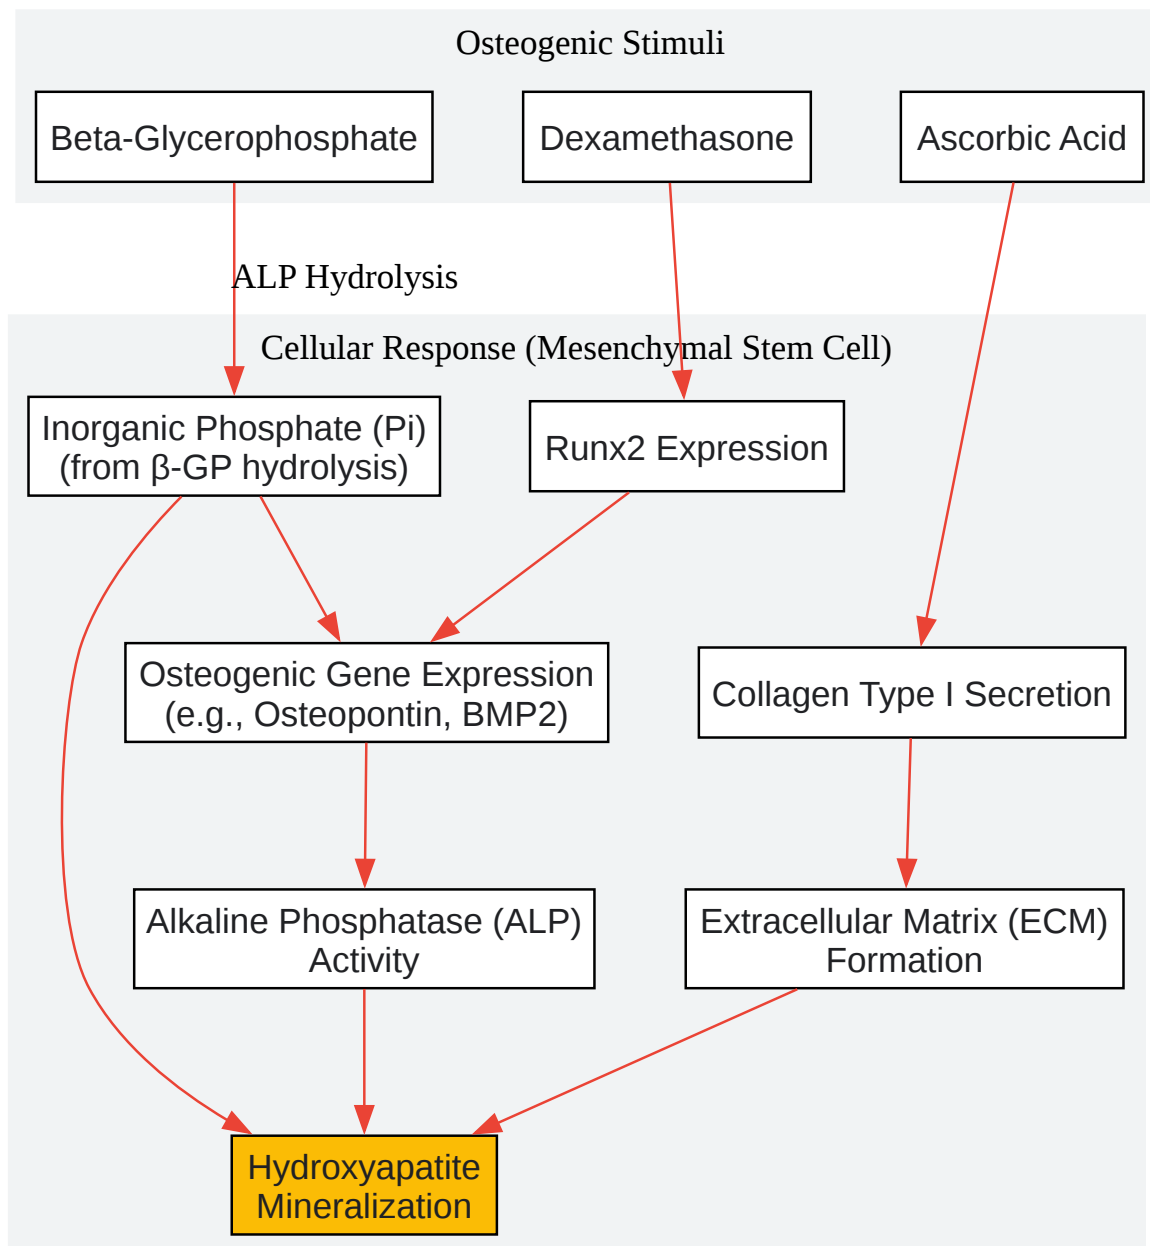 Osteogenic Stimuli
Beta-Glycerophosphate
Dexamethasone
Ascorbic Acid
ALP Hydrolysis
Cellular Response (Mesenchymal Stem Cell)
Inorganic Phosphate (Pi)
(from β-GP hydrolysis)
Runx2 Expression
Osteogenic Gene Expression
(e.g., Osteopontin, BMP2)
Collagen Type I Secretion
Alkaline Phosphatase (ALP)
Activity
Extracellular Matrix (ECM)
Formation
Hydroxyapatite
Mineralization